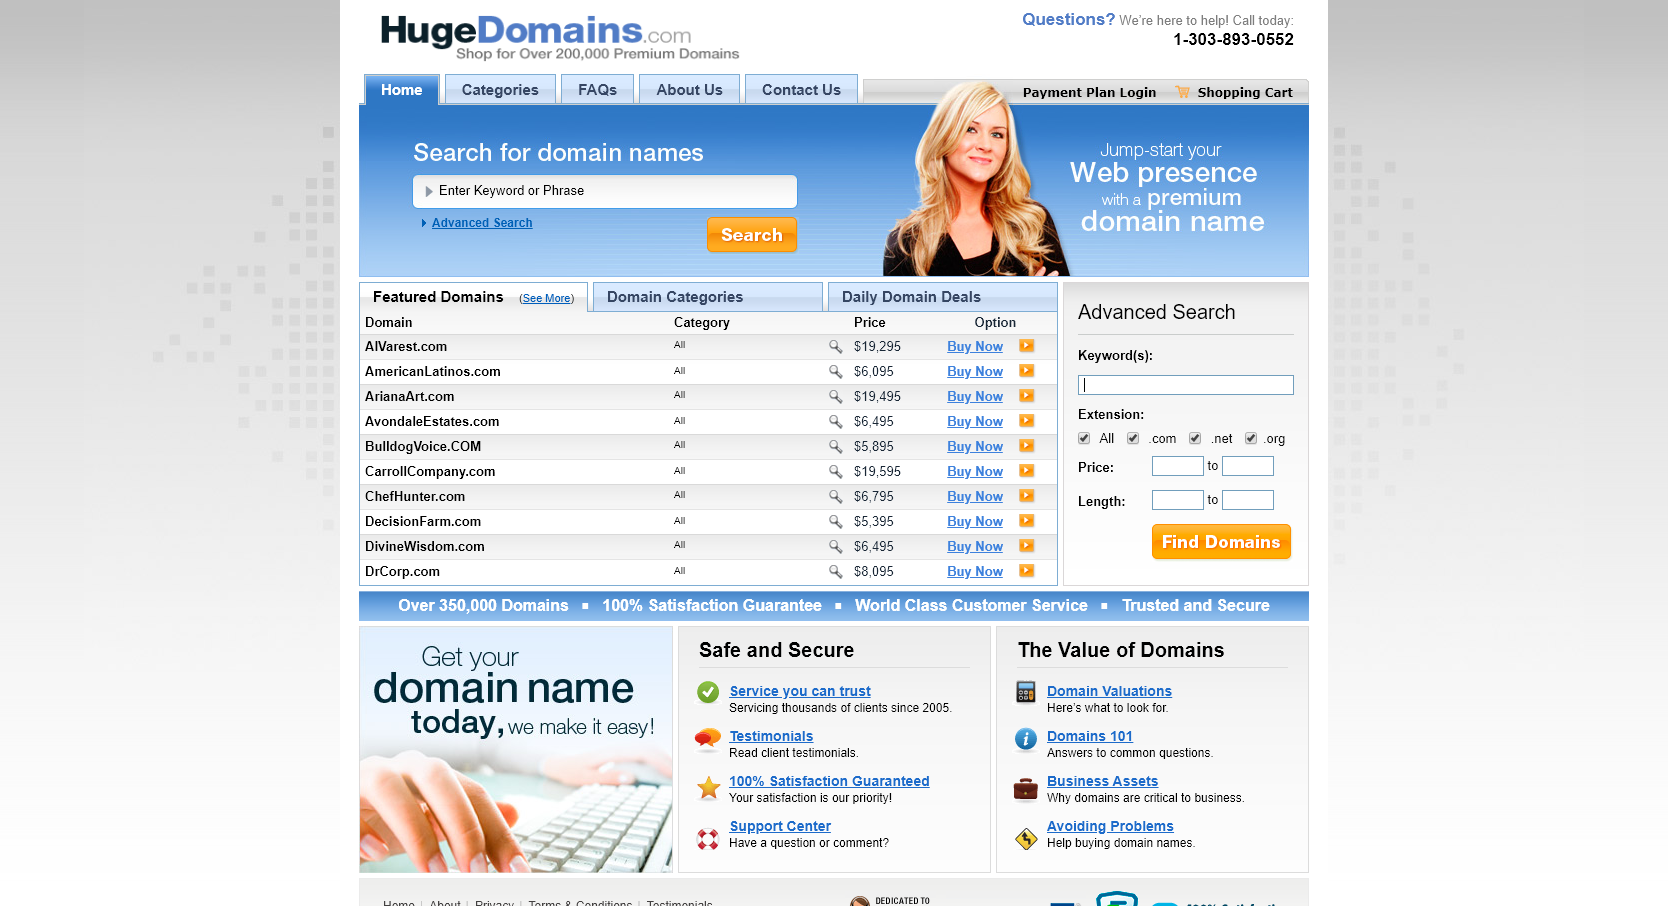 HugeDomains.com
Shop for Over 200,000 Premium Domains
Questions? We're here to help! Call today:
1-303-893-0552
Home Categories FAQs About Us Contact Us
Payment Plan Login Shopping Cart
Search for domain names
Enter Keyword or Phrase
Advanced Search
Search
Jump-start your
Web presence
with a premium
domain name
Featured Domains (See More) Domain Categories Daily Domain Deals
Domain Category Price Option
AlVarest.com All $19,295 Buy Now
AmericanLatinos.com All $6,095 Buy Now
ArianaArt.com All $19,495 Buy Now
AvondaleEstates.com All $6,495 Buy Now
BulldogVoice.COM All $5,895 Buy Now
CarrollCompany.com All $19,595 Buy Now
ChefHunter.com All $6,795 Buy Now
DecisionFarm.com All $5,395 Buy Now
DivineWisdom.com All $6,495 Buy Now
DrCorp.com All $8,095 Buy Now
Advanced Search
Keyword(s):
Extension:
All .com .net .org
Price: to
Length: to
Find Domains
Over 350,000 Domains 100% Satisfaction Guarantee World Class Customer Service Trusted and Secure
Get your
domain name
today, we make it easy!
Safe and Secure
Service you can trust
Servicing thousands of clients since 2005.
Testimonials
Read client testimonials.
100% Satisfaction Guaranteed
Your satisfaction is our priority!
Support Center
Have a question or comment?
The Value of Domains
Domain Valuations
Here's what to look for.
Domains 101
Answers to common questions.
Business Assets
Why domains are critical to business.
Avoiding Problems
Help buying domain names.
Home | About | Privacy | Terms & Conditions | Testimonials
DEDICATED TO